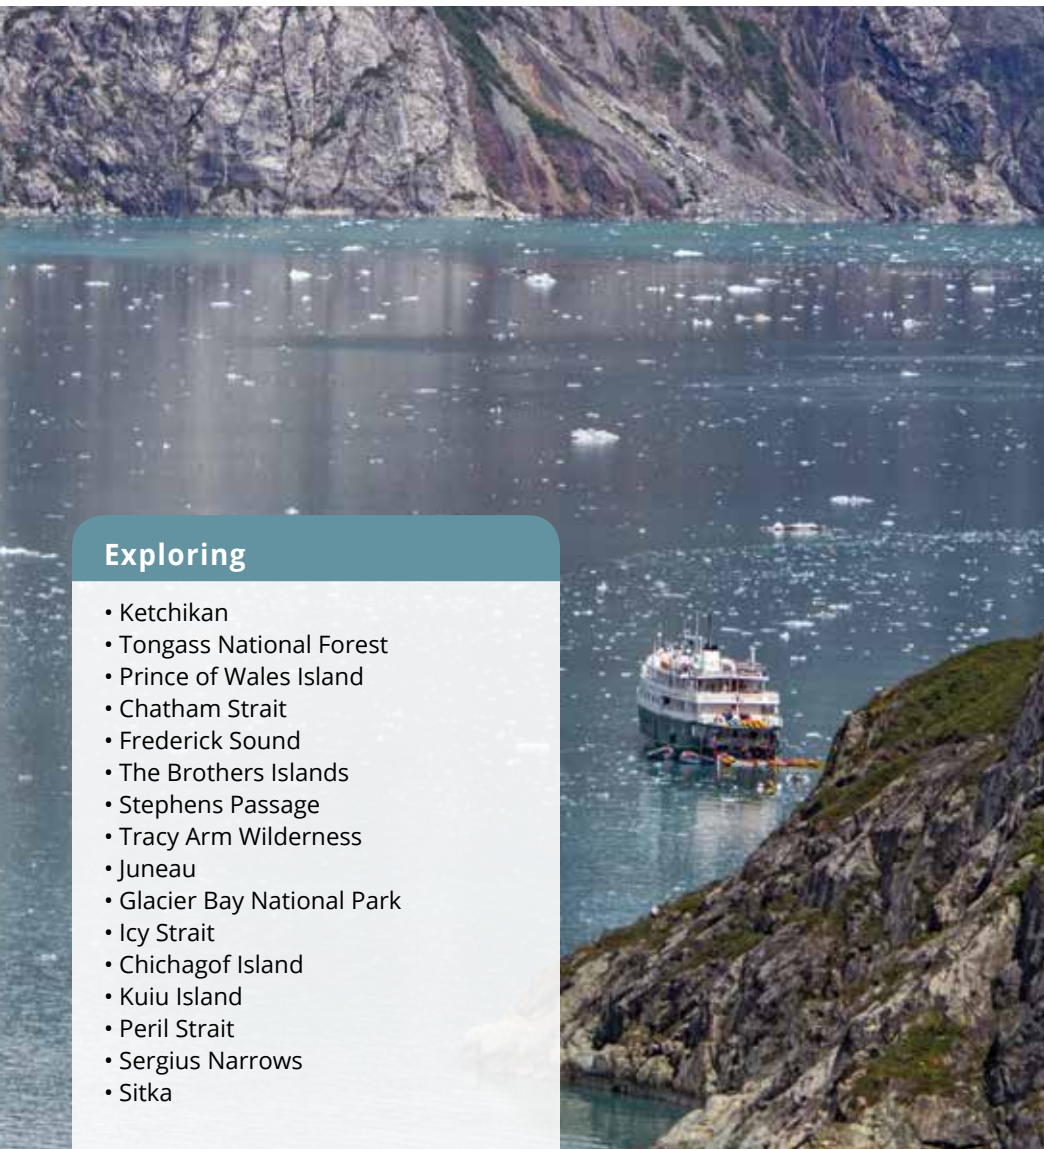 Exploring
• Ketchikan
• Tongass National Forest
• Prince of Wales Island
• Chatham Strait
• Frederick Sound
• The Brothers Islands
• Stephens Passage
• Tracy Arm Wilderness
• Juneau
• Glacier Bay National Park
• Icy Strait
• Chichagof Island
• Kuiu Island
• Peril Strait
• Sergius Narrows
• Sitka